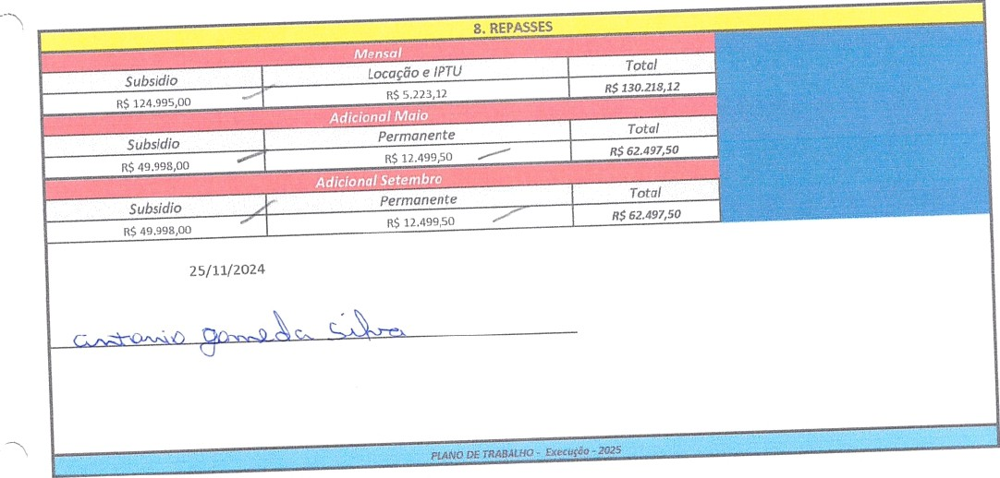 8. REPASSES
Mensal
Subsidio Locação e IPTU Total
R$ 124.995,00 R$ 5.223,12 R$ 130.218,12
Adicional Maio
Subsidio Permanente Total
R$ 49.998,00 R$ 12.499,50 R$ 62.497,50
Adicional Setembro
Subsidio Permanente Total
R$ 49.998,00 R$ 12.499,50 R$ 62.497,50
25/11/2024
antonio gomeda silva
PLANO DE TRABALHO - Execução - 2025